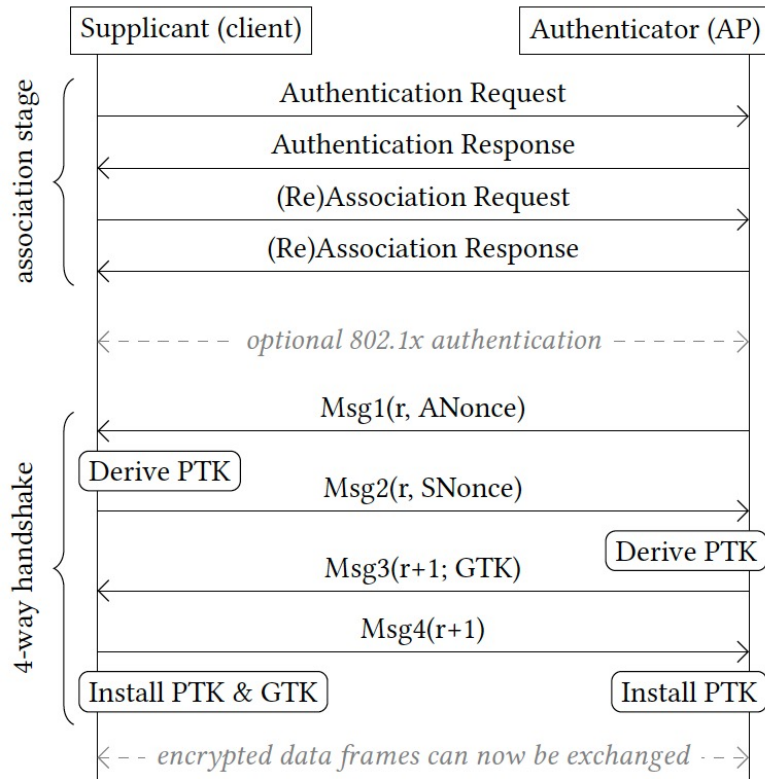 Supplicant (client)
Authenticator (AP)
association stage
Authentication Request
Authentication Response
(Re)Association Request
(Re)Association Response
optional 802.1x authentication
4-way handshake
Msg1(r, ANonce)
Derive PTK
Msg2(r, SNonce)
Derive PTK
Msg3(r+1; GTK)
Msg4(r+1)
Install PTK & GTK
Install PTK
encrypted data frames can now be exchanged